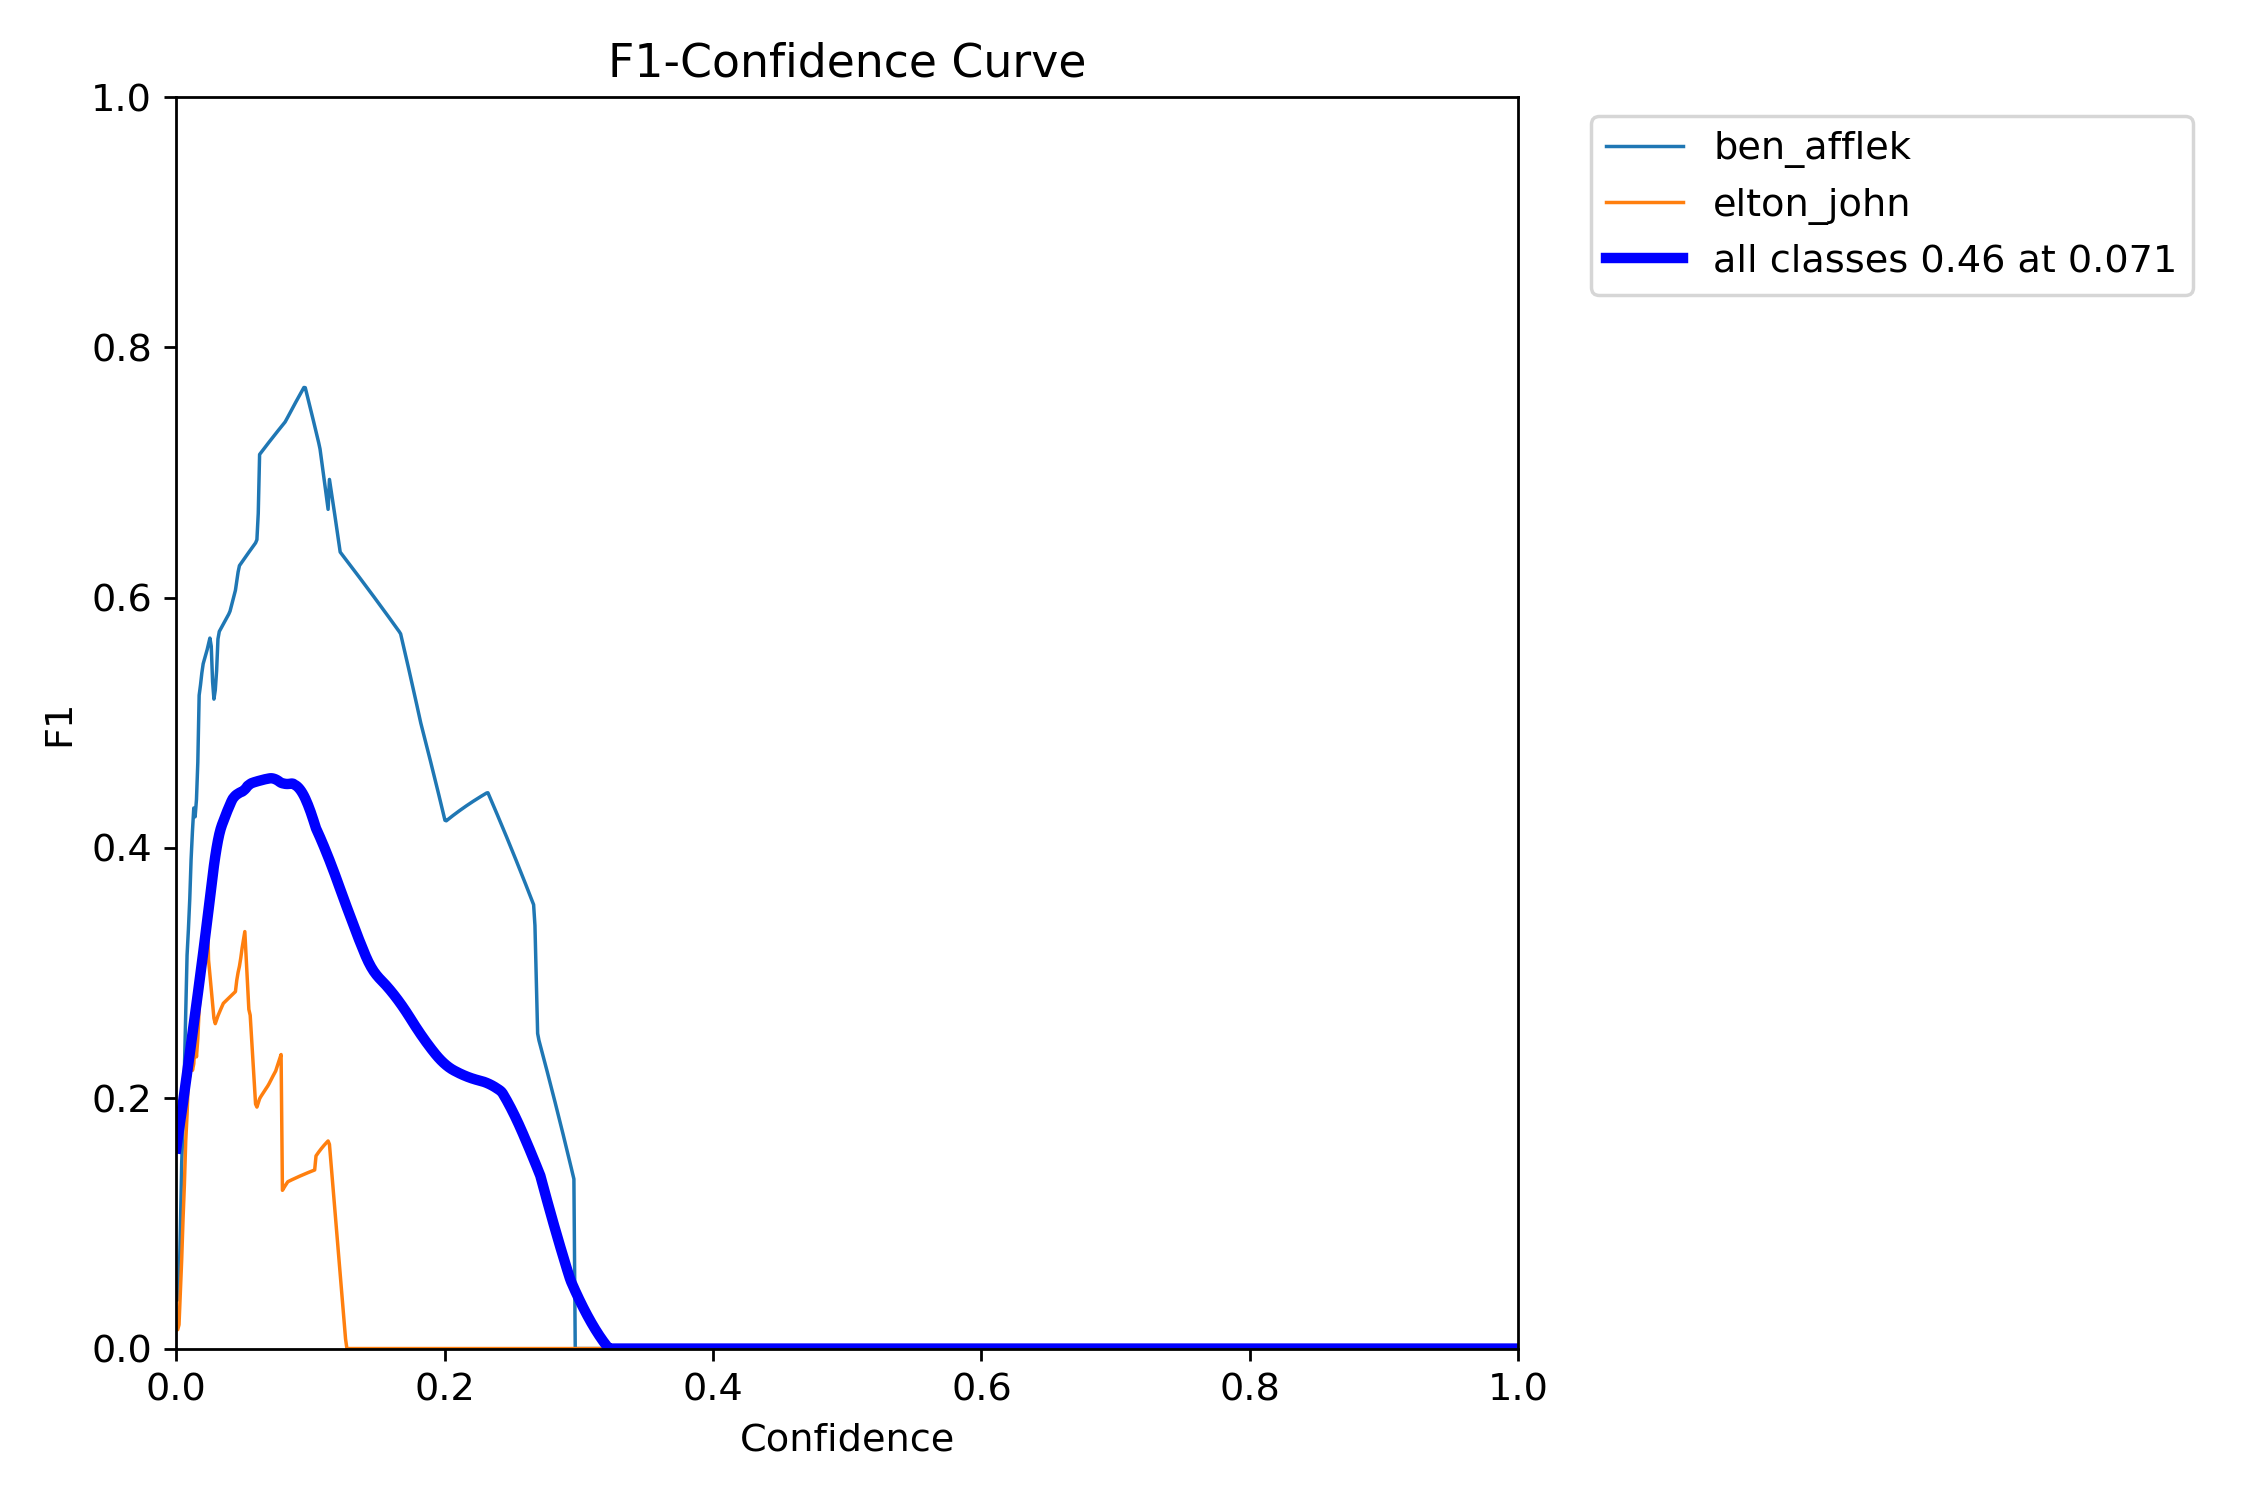 F1-Confidence Curve
1.0
0.8
0.6
0.4
0.2
0.0
F1
0.0 0.2 0.4 0.6 0.8 1.0
Confidence
ben_afflek
elton_john
all classes 0.46 at 0.071